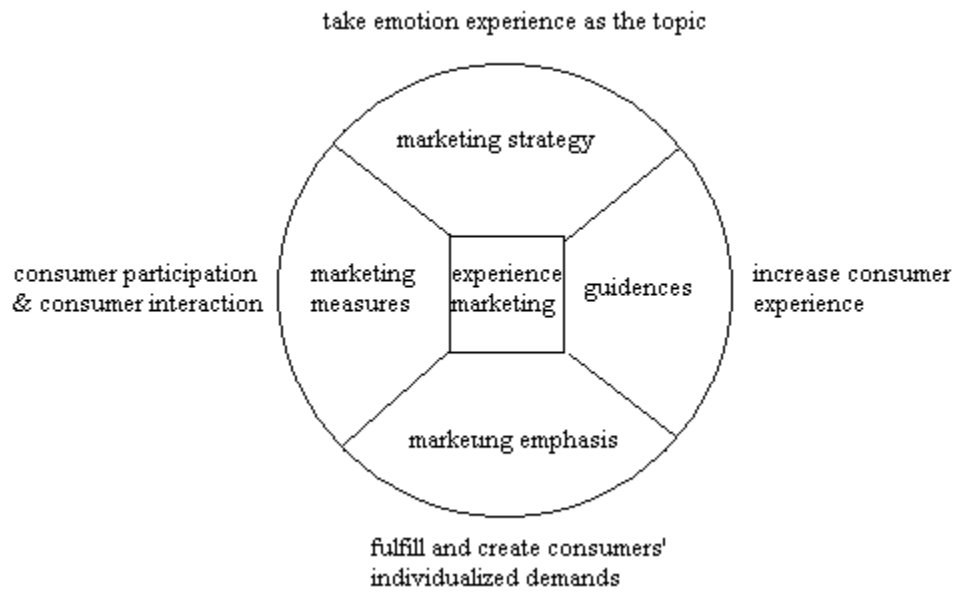 take emotion experience as the topic
marketing strategy
consumer participation
& consumer interaction
marketing
measures
experience
marketing
guidences
increase consumer
experience
markeung emphasis
fulfill and create consumers'
individualized demands